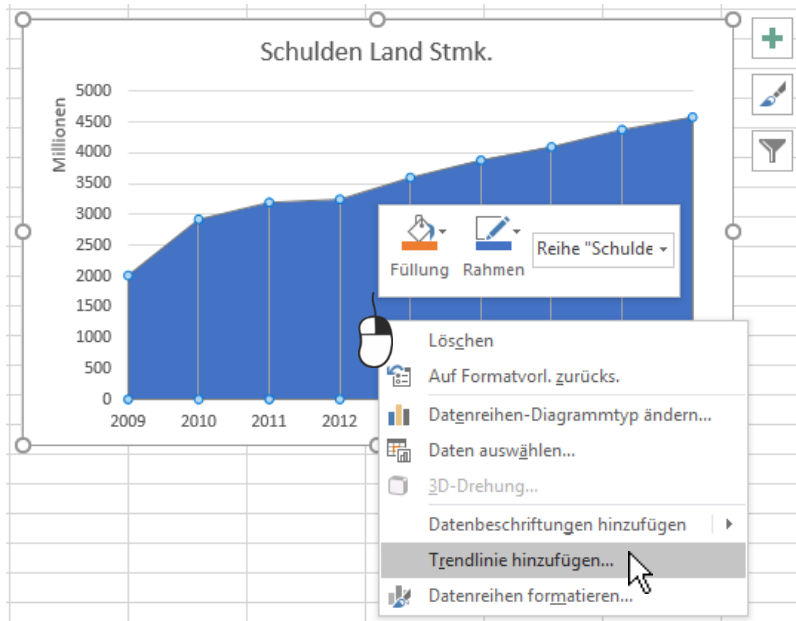 Schulden Land Stmk.
Millionen
5000
4500
4000
3500
3000
2500
2000
1500
1000
500
0
2009 2010 2011 2012
Füllung Rahmen Reihe "Schulde
Löschen
Auf Formatvorl. zurücks.
Datenreihen-Diagrammtyp ändern...
Daten auswählen...
3D-Drehung...
Datenbeschriftungen hinzufügen
Trendlinie hinzufügen...
Datenreihen formatieren...